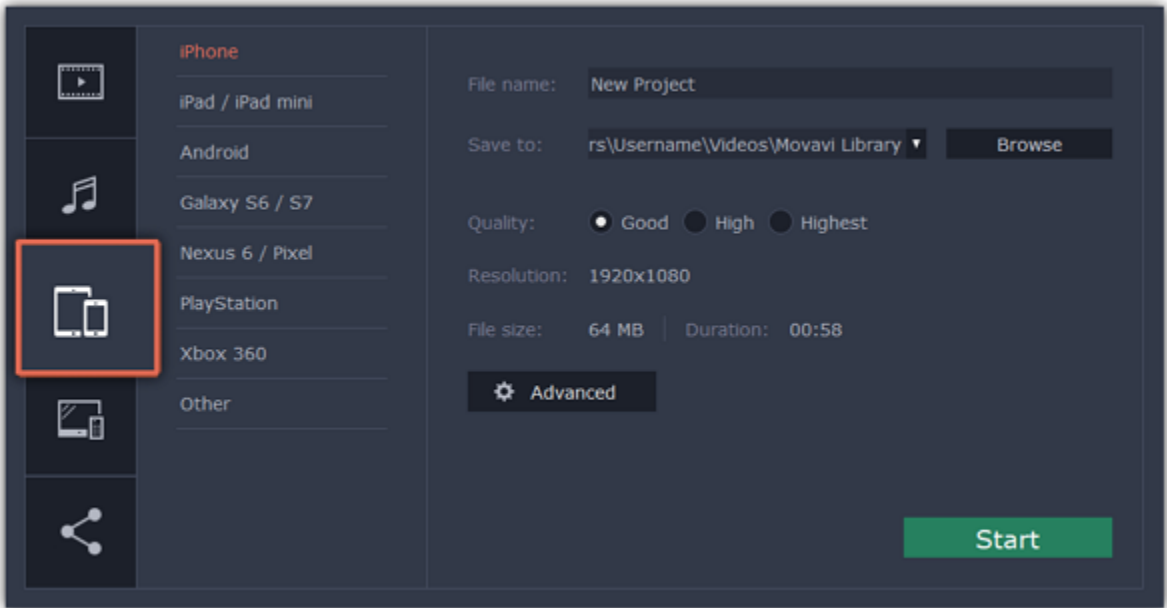 iPhone
iPad / iPad mini
Android
Galaxy S6 / S7
Nexus 6 / Pixel
PlayStation
Xbox 360
Other
File name: New Project
Save to: rs\Username\Videos\Movavi Library Browse
Quality: Good High Highest
Resolution: 1920x1080
File size: 64 MB Duration: 00:58
Advanced
Start